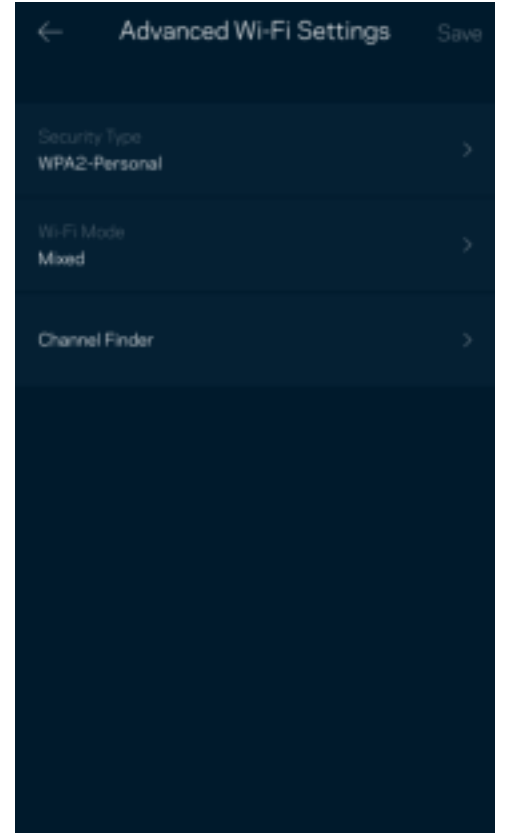 Advanced Wi-Fi Settings Save
Security Type
WPA2-Personal
Wi-Fi Mode
Mixed
Channel Finder